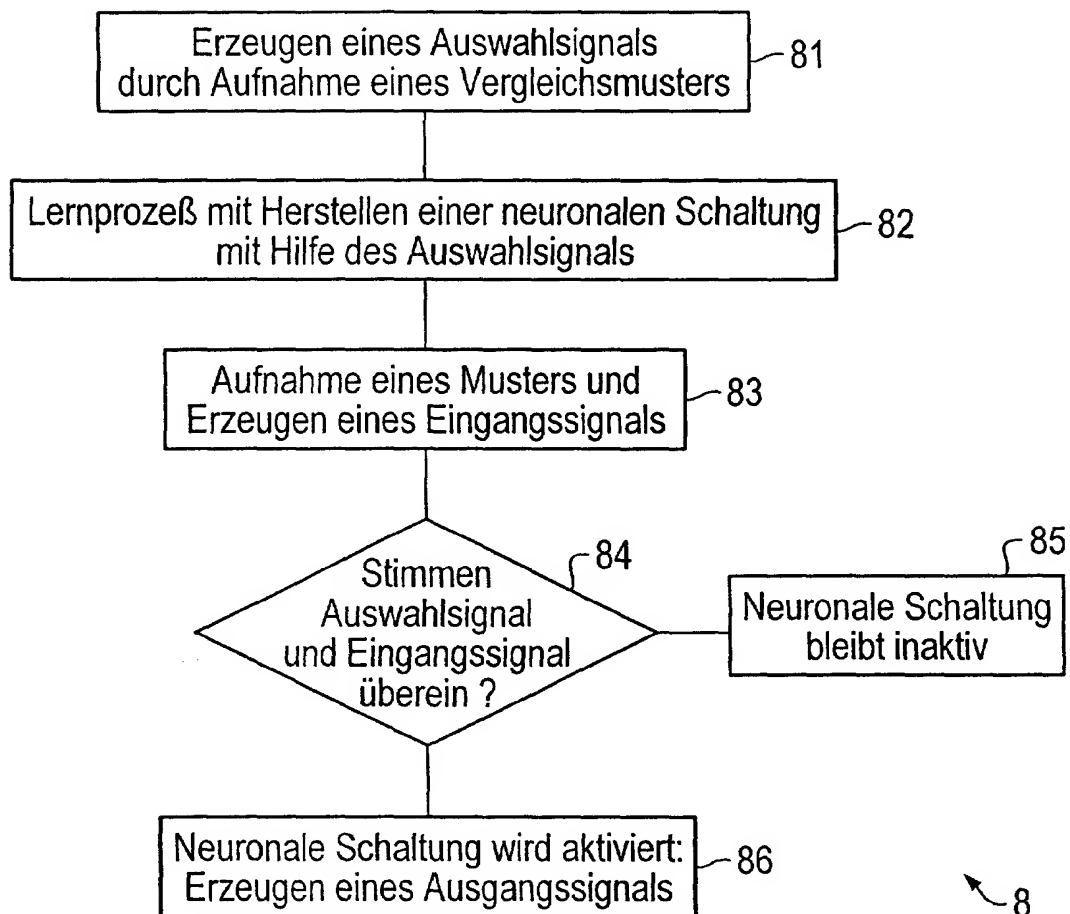 Erzeugen eines Auswahlsignals
durch Aufnahme eines Vergleichsmusters
81
Lernprozeß mit Herstellen einer neuronalen Schaltung
mit Hilfe des Auswahlsignals
82
Aufnahme eines Musters und
Erzeugen eines Eingangssignals
83
Stimmen
Auswahlsignal
und Eingangssignal
überein ?
84
85
Neuronale Schaltung
bleibt inaktiv
Neuronale Schaltung wird aktiviert:
Erzeugen eines Ausgangssignals
86
8